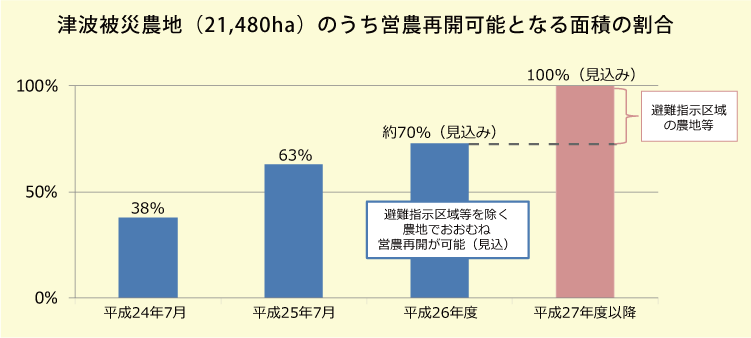 津波被災農地（21,480ha）のうち営農再開可能となる面積の割合
100%
50%
0%
38%
63%
約70%（見込み）
100%（見込み）
避難指示区域
の農地等
避難指示区域等を除く
農地でおおむね
営農再開が可能（見込）
平成24年7月
平成25年7月
平成26年度
平成27年度以降